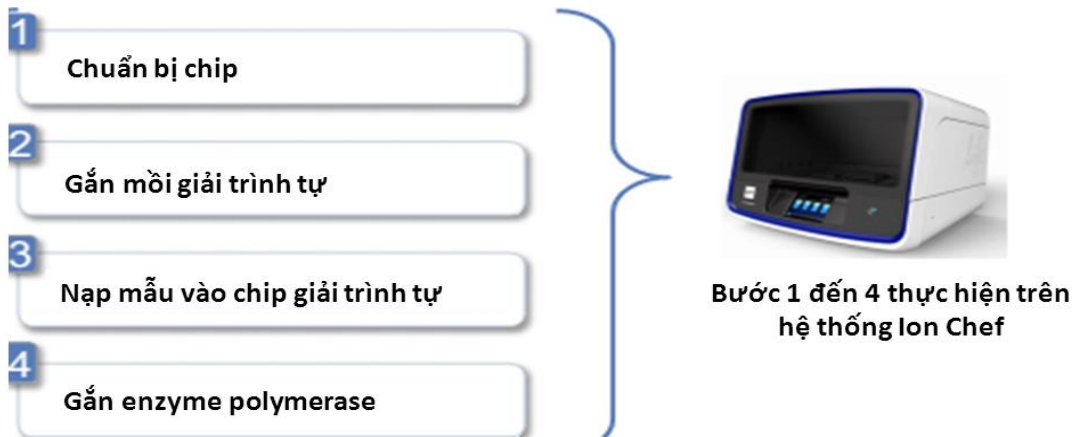 1
Chuẩn bị chip
2
Gắn mồi giải trình tự
3
Nạp mẫu vào chip giải trình tự
4
Gắn enzyme polymerase
Bước 1 đến 4 thực hiện trên
hệ thống Ion Chef